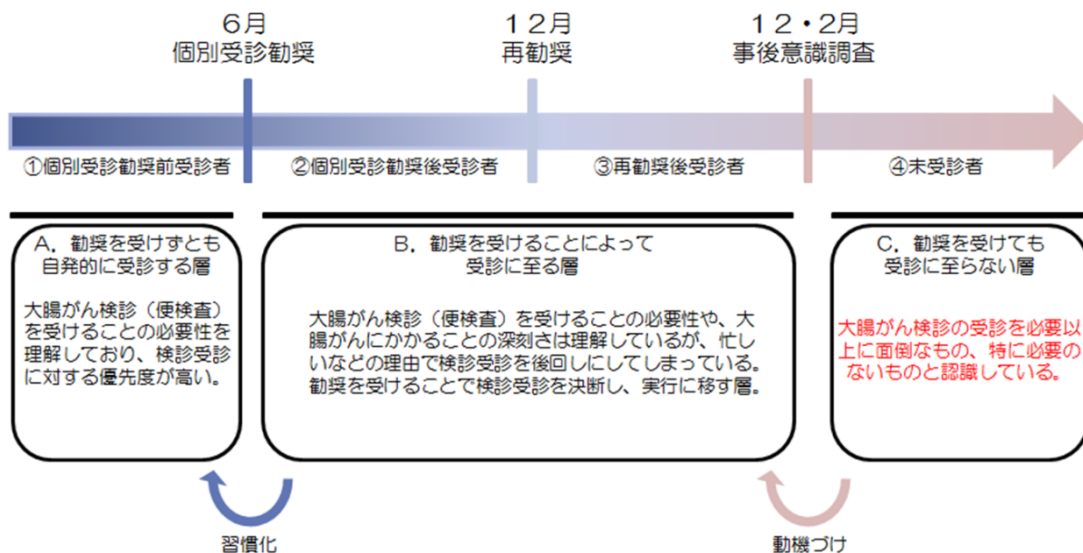 6月
個別受診勧奨
12月
再勧奨
12・2月
事後意識調査
①個別受診勧奨前受診者
②個別受診勧奨後受診者
③再勧奨後受診者
④未受診者
A．勧奨を受けずとも
自発的に受診する層
大腸がん検診（便検査）
を受けることの必要性を
理解しており、検診受診
に対する優先度が高い。
B．勧奨を受けることによって
受診に至る層
大腸がん検診（便検査）を受けることの必要性や、大
腸がんにかかることの深刻さは理解しているが、忙し
いなどの理由で検診受診を後回しにしてしまっている。
勧奨を受けることで検診受診を決断し、実行に移す層。
C．勧奨を受けても
受診に至らない層
大腸がん検診の受診を必要以
上に面倒なもの、特に必要の
ないものと認識している。
習慣化
動機づけ